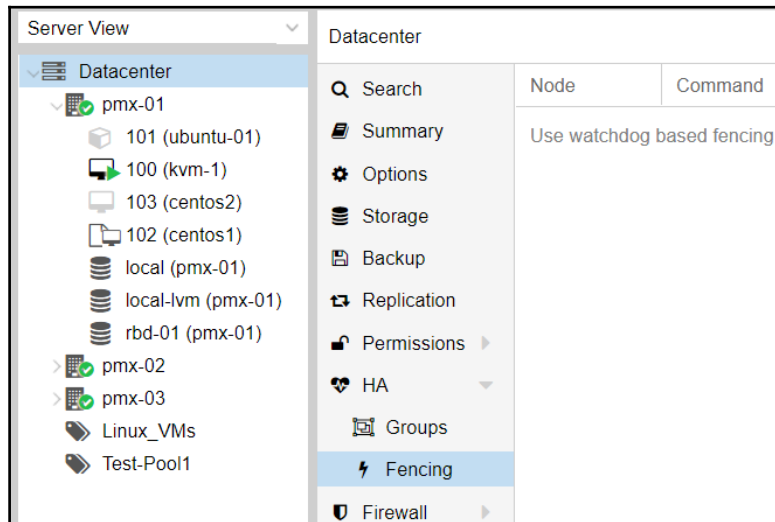 Server View
Datacenter
pmx-01
101 (ubuntu-01)
100 (kvm-1)
103 (centos2)
102 (centos1)
local (pmx-01)
local-lvm (pmx-01)
rbd-01 (pmx-01)
pmx-02
pmx-03
Linux_VMs
Test-Pool1
Datacenter
Search
Summary
Options
Storage
Backup
Replication
Permissions
HA
Groups
Fencing
Firewall
Node Command
Use watchdog based fencing